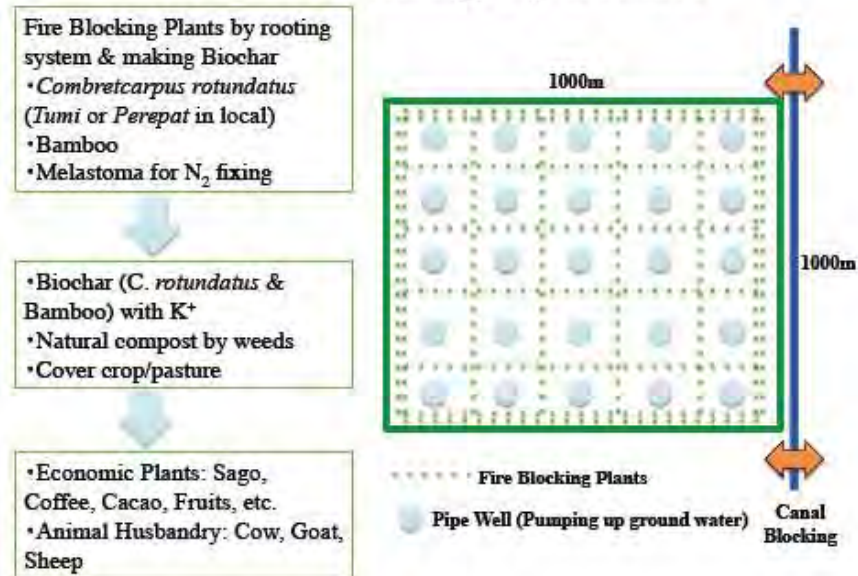 Fire Blocking Plants by rooting
system & making Biochar
•Combretcarpus rotundatus
(Tumi or Perepat in local)
•Bamboo
•Melastoma for N₂ fixing
•Biochar (C. rotundatus &
Bamboo) with K⁺
•Natural compost by weeds
•Cover crop/pasture
•Economic Plants: Sago,
Coffee, Cacao, Fruits, etc.
•Animal Husbandry: Cow, Goat,
Sheep
1000m
1000m
Fire Blocking Plants
Pipe Well (Pumping up ground water)
Canal
Blocking